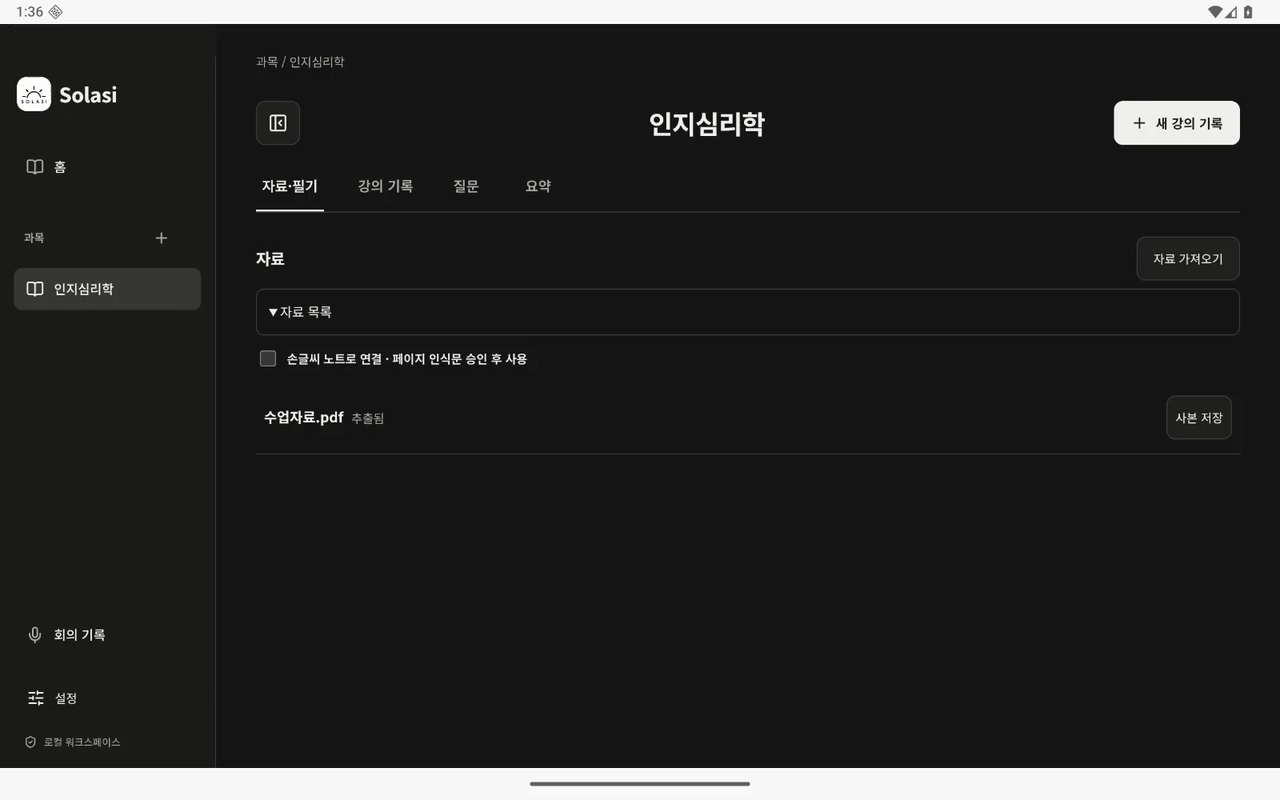 1:36
SOLASI
Solasi
홈
과목 +
인지심리학
회의 기록
설정
로컬 워크스페이스
과목 / 인지심리학
인지심리학
+ 새 강의 기록
자료·필기 강의 기록 질문 요약
자료
자료 가져오기
▼자료 목록
손글씨 노트로 연결 · 페이지 인식문 승인 후 사용
수업자료.pdf 추출됨
사본 저장